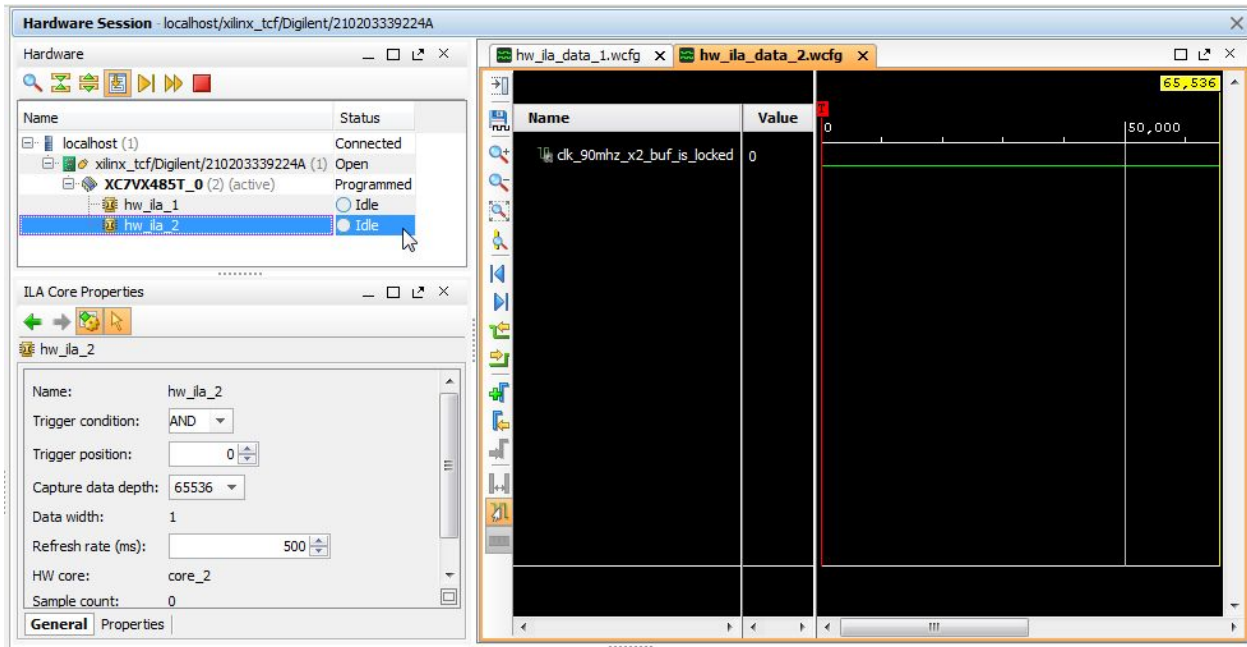 Hardware Session - localhost/xilinx_tcf/Digilent/210203339224A
Hardware
Name Status
localhost (1) Connected
xilinx_tcf/Digilent/210203339224A (1) Open
XC7VX485T_0 (2) (active) Programmed
hw_ila_1 Idle
hw_ila_2 Idle
ILA Core Properties
hw_ila_2
Name: hw_ila_2
Trigger condition: AND
Trigger position: 0
Capture data depth: 65536
Data width: 1
Refresh rate (ms): 500
HW core: core_2
Sample count: 0
General Properties
hw_ila_data_1.wcfg hw_ila_data_2.wcfg
65,536
Name Value
T
0 50,000
clk_90mhz_x2_buf_is_locked 0